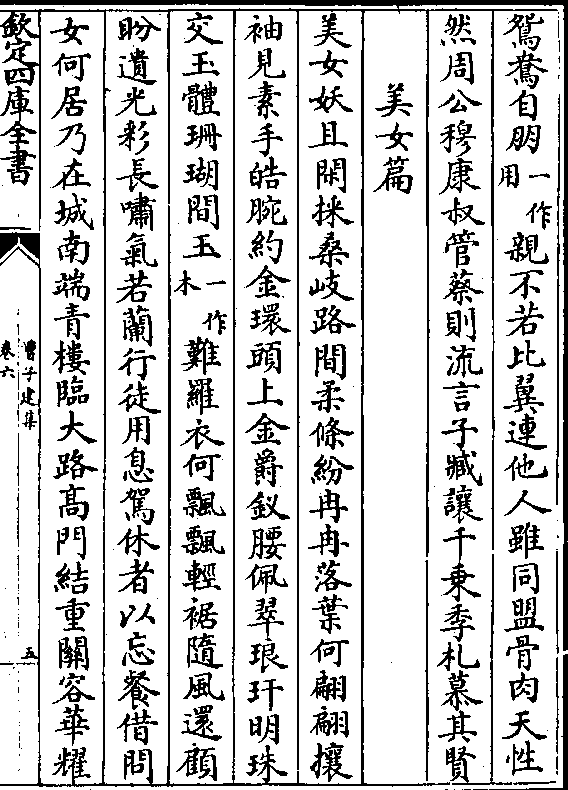 鴛鴦自朋一作用親不若比翼連他人雖同盟骨肉天性
然周公穆康叔管蔡則流言子臧讓千乗季札慕其賢
美女篇
美女妖且閑採桑岐路間柔條紛冉冉落葉何翩翩攘
袖見素手皓腕約金環頭上金爵釵腰佩翠琅玕明珠
交玉體珊瑚間玉一作木難羅衣何飄飄輕裾隨風還顧
盼遺光彩長嘯氣若蘭行徒用息駕休者以忘餐借問
女何居乃在城南端青樓臨大路高門結重關容華耀
欽定四庫全書
曹子建集
卷六
五